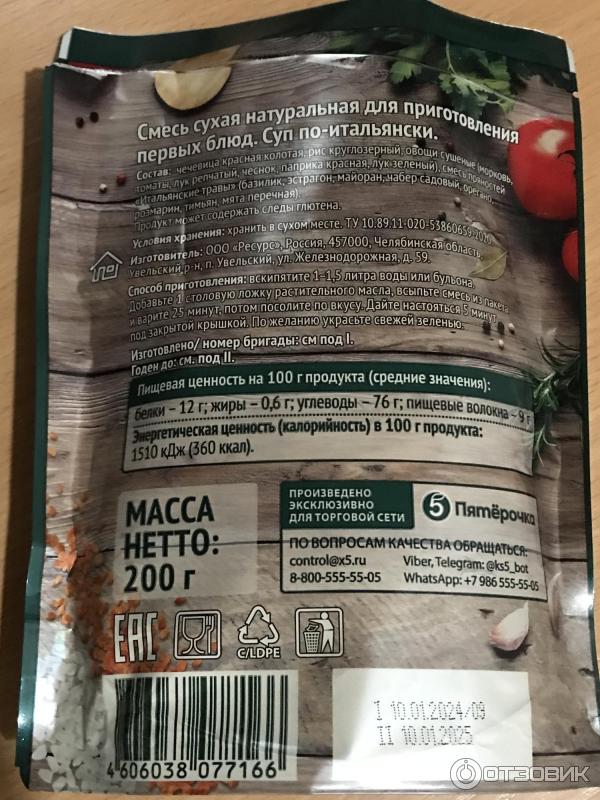 Смесь сухая натуральная для приготовления
первых блюд. Суп по-итальянски.
Состав: чечевица красная колотая, рис круглозерный, овощи сушеные (морковь,
томаты, лук репчатый, чеснок, паприка красная, лук зеленый), смесь пряностей
«Итальянские травы» (базилик, эстрагон, майоран, чабер садовый, орегано,
розмарин, тимьян, мята перечная).
Продукт может содержать следы глютена.
Условия хранения: хранить в сухом месте. ТУ 10.89.11-020-53860659-2020
Изготовитель: ООО «Ресурс», Россия, 457000, Челябинская область,
Увельский р-н, п. Увельский, ул. Железнодорожная, д. 59.
Способ приготовления: вскипятите 1–1,5 литра воды или бульона.
Добавьте 1 столовую ложку растительного масла, всыпьте смесь из пакета
и варите 25 минут, потом посолите по вкусу. Дайте настояться 5 минут
под закрытой крышкой. По желанию украсьте свежей зеленью.
Изготовлено/ номер бригады: см под I.
Годен до: см. под II.
Пищевая ценность на 100 г продукта (средние значения):
белки – 12 г; жиры – 0,6 г; углеводы – 76 г; пищевые волокна – 9 г
Энергетическая ценность (калорийность) в 100 г продукта:
1510 кДж (360 ккал).
МАССА
НЕТТО:
200 г
ПРОИЗВЕДЕНО
ЭКСКЛЮЗИВНО
ДЛЯ ТОРГОВОЙ СЕТИ
5 Пятёрочка
ПО ВОПРОСАМ КАЧЕСТВА ОБРАЩАТЬСЯ:
control@x5.ru Viber, Telegram: @ks5_bot
8-800-555-55-05 WhatsApp: +7 986 555-55-05
EAC
C/LDPE
I 10.01.2024/09
II 10.01.2025
4 606038 077166
ОТЗОВИК